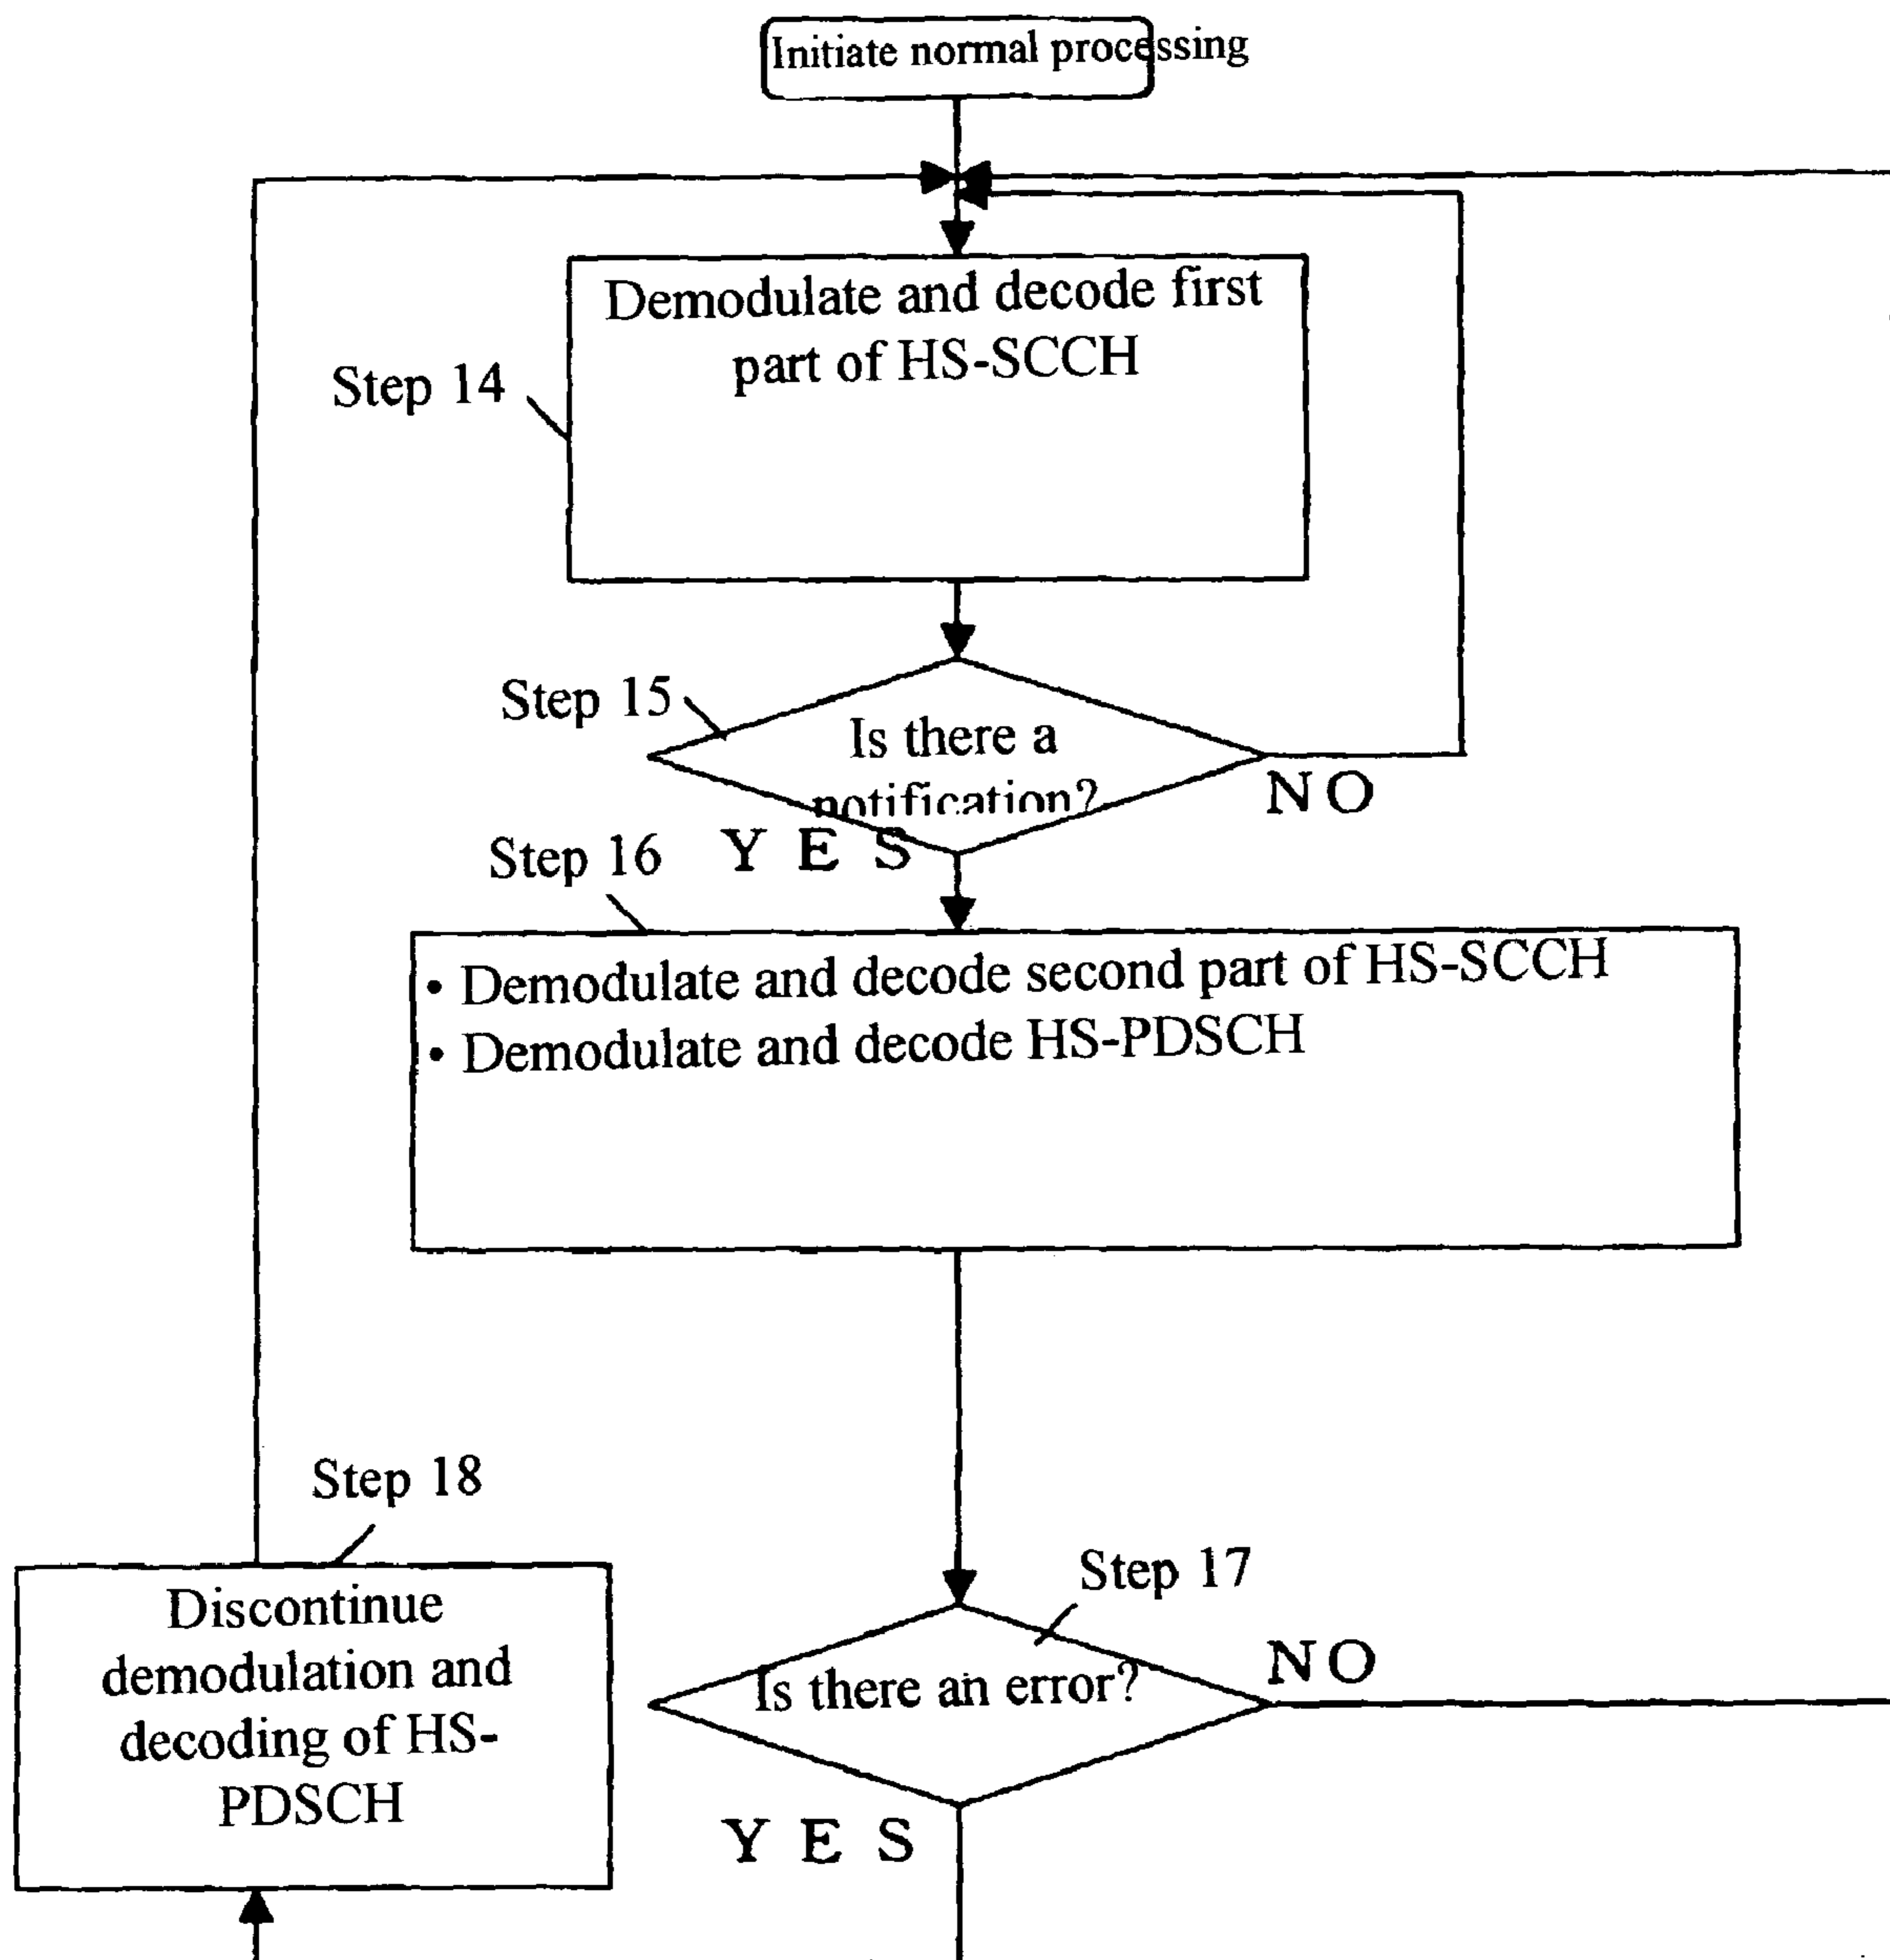 Initiate normal processing
Demodulate and decode first
part of HS-SCCH
Step 14
Step 15
Is there a
notification?
NO
YES
Step 16
• Demodulate and decode second part of HS-SCCH
• Demodulate and decode HS-PDSCH
Step 18
Discontinue
demodulation and
decoding of HS-
PDSCH
Step 17
Is there an error?
NO
YES